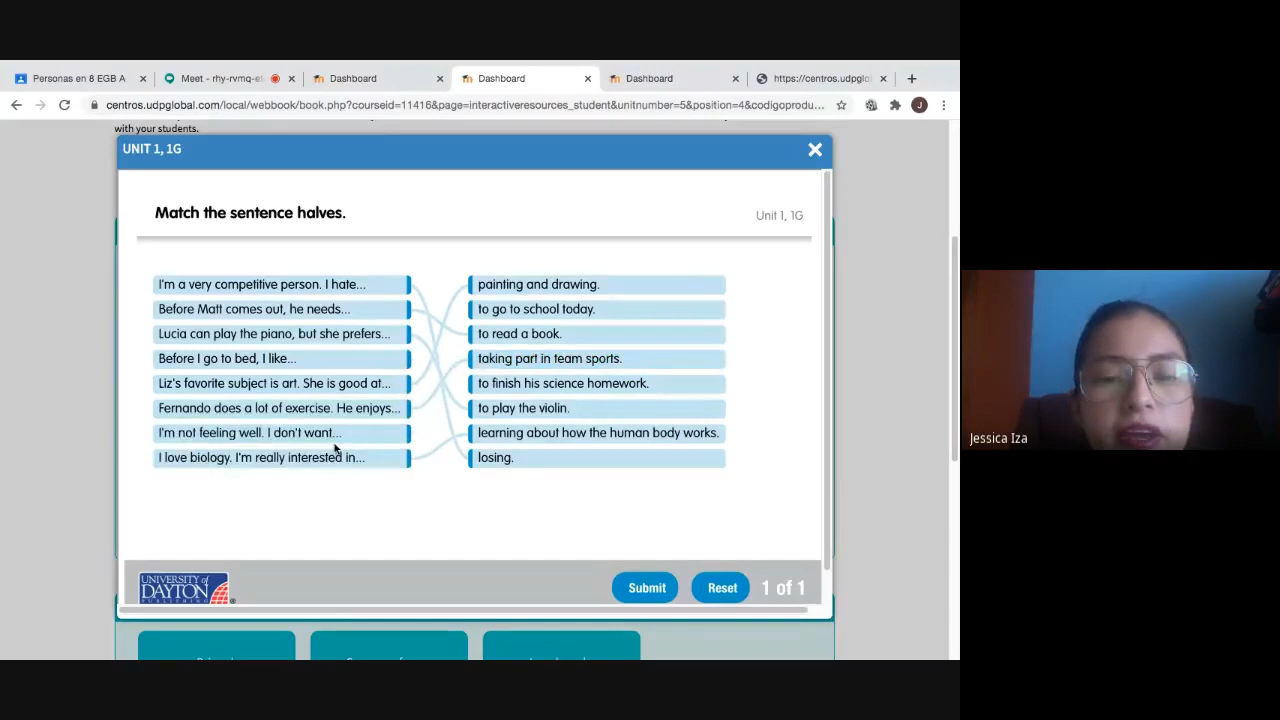 Personas en 8 EGB A
Meet - rhy-rvmq-et
Dashboard
Dashboard
Dashboard
https://centros.udpglobal
centros.udpglobal.com/local/webbook/book.php?courseid=11416&page=interactiveresources_student&unitnumber=5&position=4&codigoprodu...
J
with your students.
UNIT 1, 1G
Match the sentence halves.
Unit 1, 1G
I'm a very competitive person. I hate...
painting and drawing.
Before Matt comes out, he needs...
to go to school today.
Lucia can play the piano, but she prefers...
to read a book.
Before I go to bed, I like...
taking part in team sports.
Liz's favorite subject is art. She is good at...
to finish his science homework.
Fernando does a lot of exercise. He enjoys...
to play the violin.
I'm not feeling well. I don't want...
learning about how the human body works.
I love biology. I'm really interested in...
losing.
UNIVERSITY of
DAYTON
PUBLISHING
Submit
Reset
1 of 1
Jessica Iza